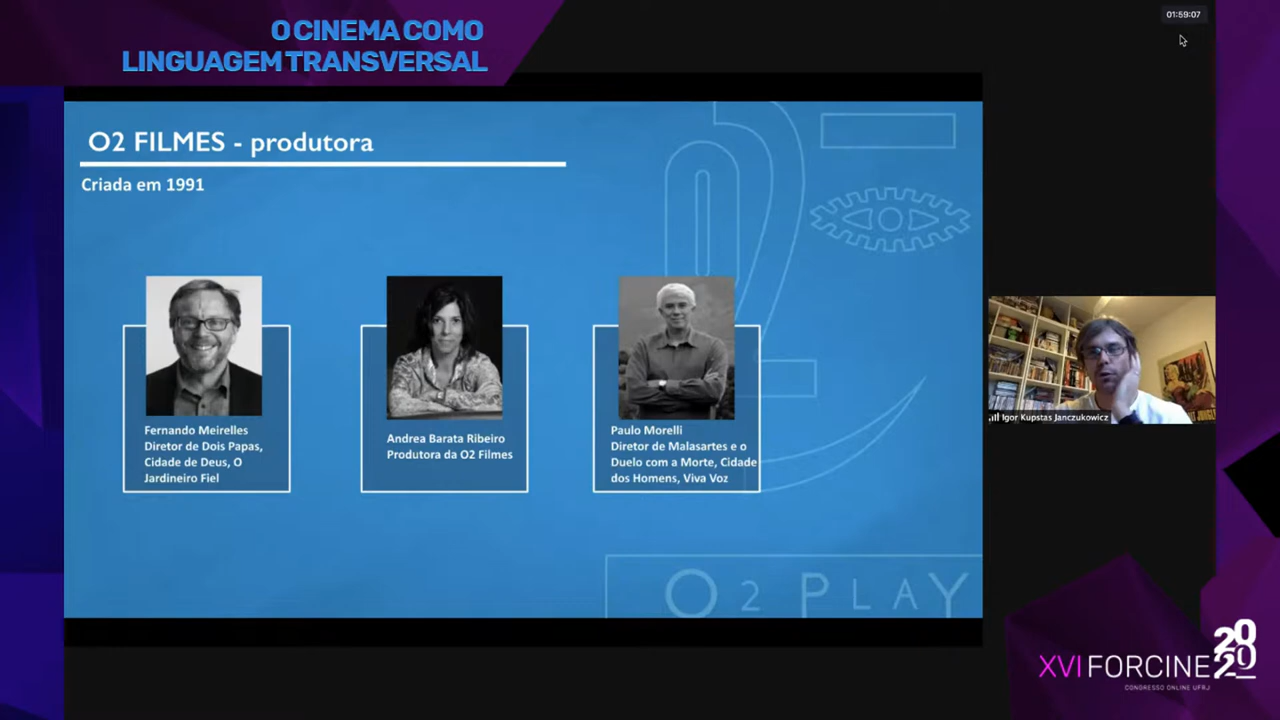 O CINEMA COMO
LINGUAGEM TRANSVERSAL
01:59:07
O2 FILMES - produtora
Criada em 1991
Fernando Meirelles
Diretor de Dois Papas,
Cidade de Deus, O
Jardineiro Fiel
Andrea Barata Ribeiro
Produtora da O2 Filmes
Paulo Morelli
Diretor de Malasartes e o
Duelo com a Morte, Cidade
dos Homens, Viva Voz
Igor Kupstas Janczukowicz
O2 PLAY
XVI FORCINE 2020
CONGRESSO ONLINE UFRJ